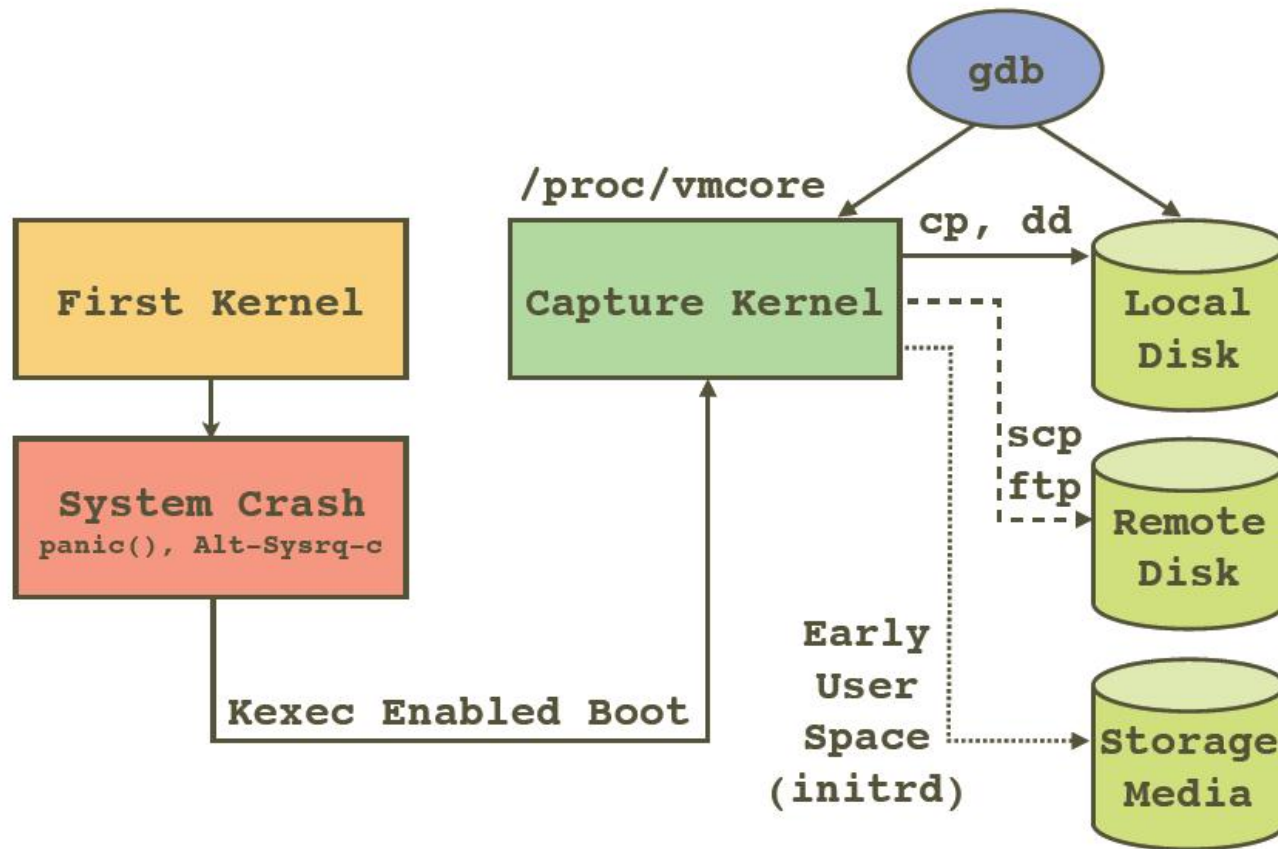 gdb
/proc/vmcore
cp, dd
First Kernel
Capture Kernel
Local
Disk
scp
ftp
System Crash
panic(), Alt-Sysrq-c
Remote
Disk
Early
User
Space
(initrd)
Kexec Enabled Boot
Storage
Media